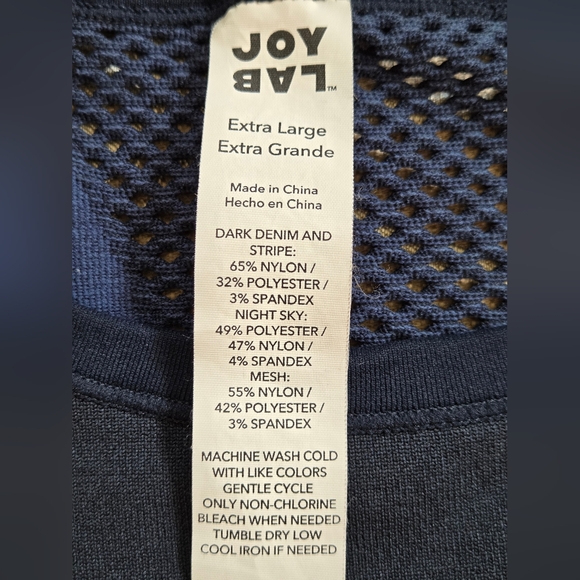 JOY
LAB™
Extra Large
Extra Grande
Made in China
Hecho en China
DARK DENIM AND
STRIPE:
65% NYLON /
32% POLYESTER /
3% SPANDEX
NIGHT SKY:
49% POLYESTER /
47% NYLON /
4% SPANDEX
MESH:
55% NYLON /
42% POLYESTER /
3% SPANDEX
MACHINE WASH COLD
WITH LIKE COLORS
GENTLE CYCLE
ONLY NON-CHLORINE
BLEACH WHEN NEEDED
TUMBLE DRY LOW
COOL IRON IF NEEDED